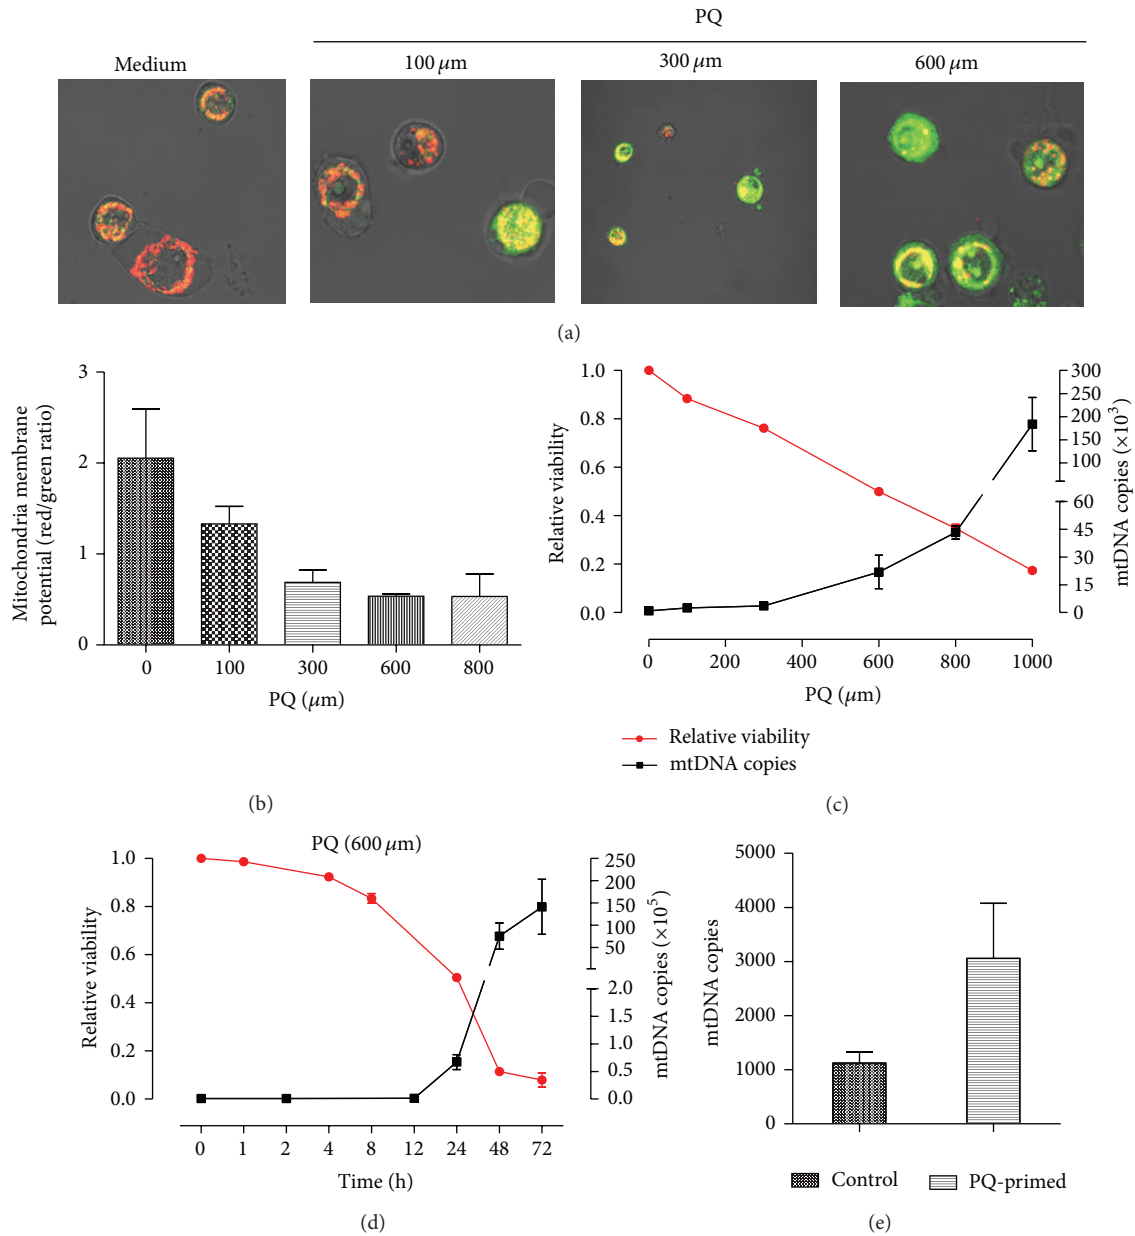 PQ
Medium
100 μm
300 μm
600 μm
(a)
Mitochondria membrane
potential (red/green ratio)
3
2
1
0
0
100
300
600
800
PQ (μm)
(b)
Relative viability
1.0
0.8
0.6
0.4
0.2
0.0
mtDNA copies (×10³)
300
250
200
150
100
60
45
30
15
0
0
200
400
600
800
1000
PQ (μm)
Relative viability
mtDNA copies
(c)
PQ (600 μm)
Relative viability
1.0
0.8
0.6
0.4
0.2
0.0
mtDNA copies (×10⁵)
250
200
150
100
50
2.0
1.5
1.0
0.5
0.0
0
1
2
4
8
12
24
48
72
Time (h)
(d)
mtDNA copies
5000
4000
3000
2000
1000
0
Control
PQ-primed
(e)